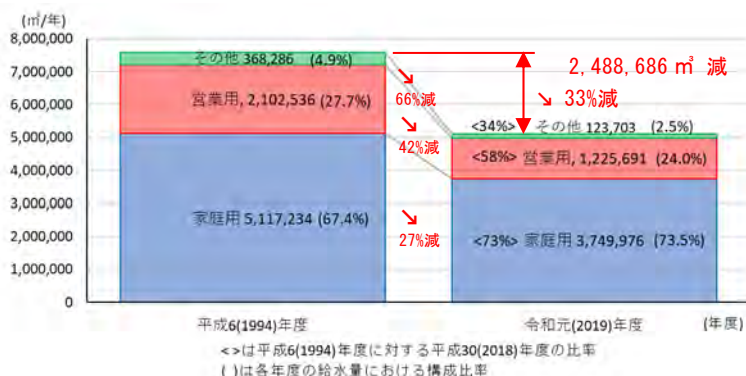 (㎥/年)
8,000,000
7,000,000
6,000,000
5,000,000
4,000,000
3,000,000
2,000,000
1,000,000
0
その他 368,286 (4.9%)
営業用, 2,102,536 (27.7%)
家庭用 5,117,234 (67.4%)
↘
66%減
↘
42%減
↘
27%減
2,488,686 ㎥ 減
↘ 33%減
<34%> その他 123,703 (2.5%)
<58%> 営業用, 1,225,691 (24.0%)
<73%> 家庭用 3,749,976 (73.5%)
平成6(1994)年度
令和元(2019)年度
(年度)
<>は平成6(1994)年度に対する平成30(2018)年度の比率
( )は各年度の給水量における構成比率